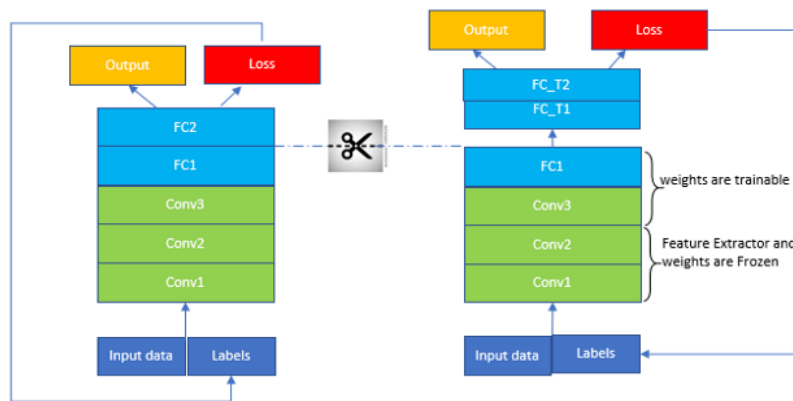 Output
Loss
FC2
FC1
Conv3
Conv2
Conv1
Input data
Labels
Output
Loss
FC_T2
FC_T1
FC1
Conv3
Conv2
Conv1
weights are trainable
Feature Extractor and
weights are Frozen
Input data
Labels